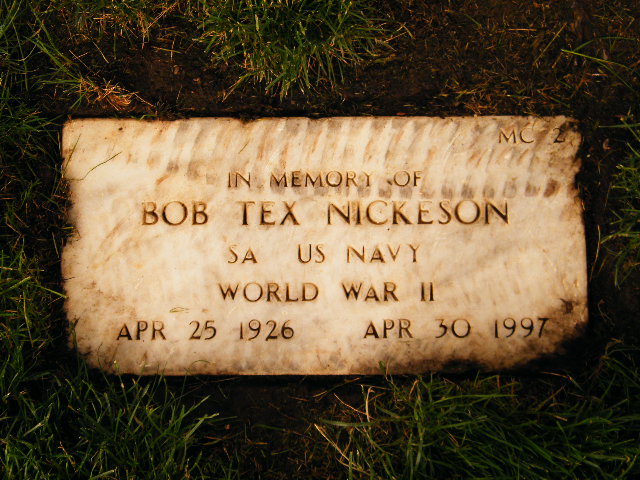 MC 2
IN MEMORY OF
BOB TEX NICKESON
SA US NAVY
WORLD WAR II
APR 25 1926 APR 30 1997